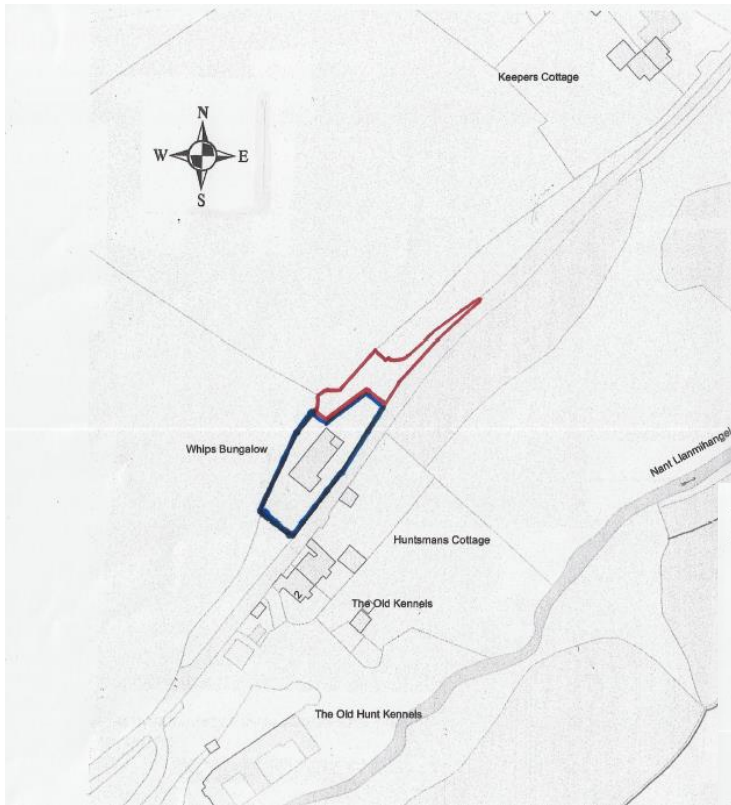 Keepers Cottage
N
W
E
S
Whips Bungalow
Nant Llanmihangel
Huntsmans Cottage
2
The Old Kennels
The Old Hunt Kennels